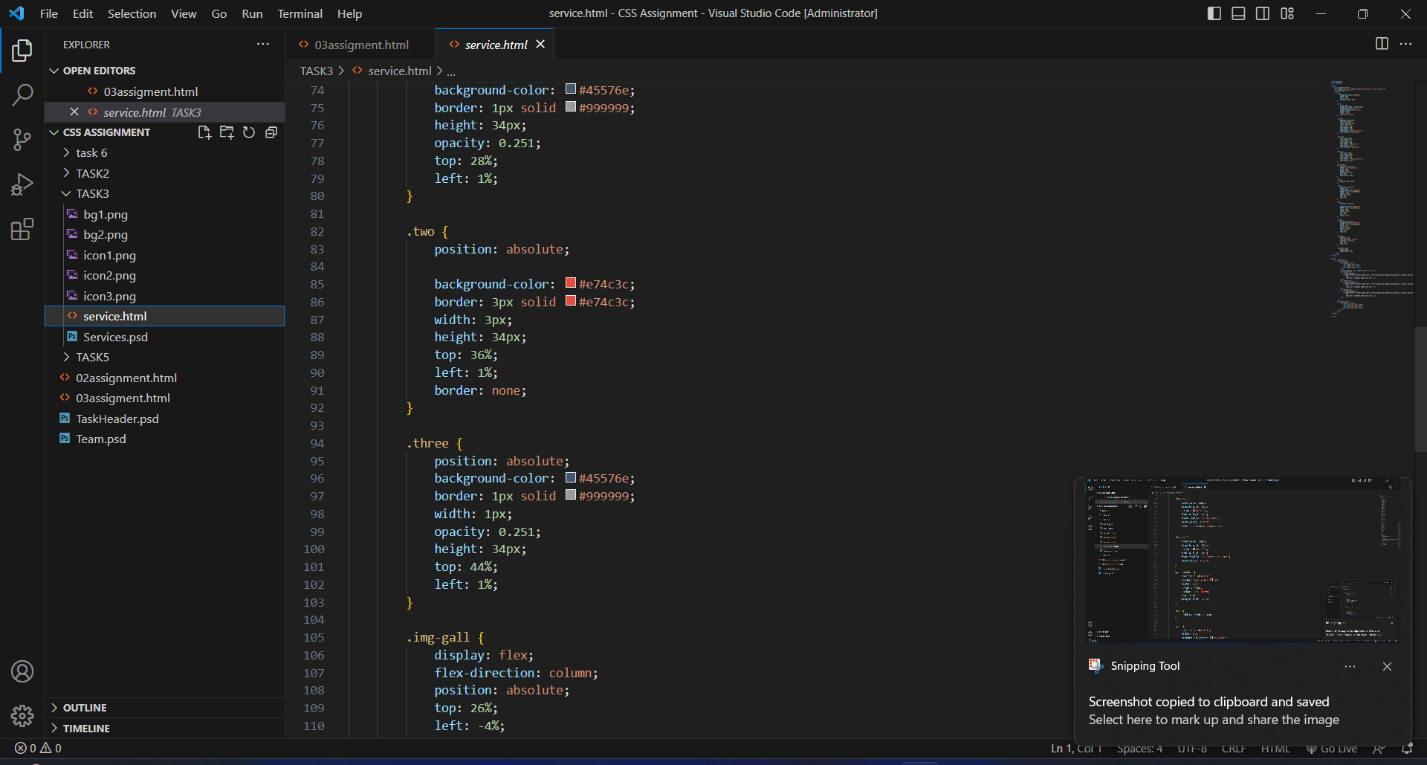 File Edit Selection View Go Run Terminal Help
service.html - CSS Assignment - Visual Studio Code [Administrator]
EXPLORER
OPEN EDITORS
03assigment.html
service.html TASK3
CSS ASSIGNMENT
task 6
TASK2
TASK3
bg1.png
bg2.png
icon1.png
icon2.png
icon3.png
service.html
Services.psd
TASK5
02assignment.html
03assigment.html
TaskHeader.psd
Team.psd
OUTLINE
TIMELINE
03assigment.html service.html
TASK3 > service.html > ...
74 background-color: #45576e;
75 border: 1px solid #999999;
76 height: 34px;
77 opacity: 0.251;
78 top: 28%;
79 left: 1%;
80 }
81
82 .two {
83 position: absolute;
84
85 background-color: #e74c3c;
86 border: 3px solid #e74c3c;
87 width: 3px;
88 height: 34px;
89 top: 36%;
90 left: 1%;
91 border: none;
92 }
93
94 .three {
95 position: absolute;
96 background-color: #45576e;
97 border: 1px solid #999999;
98 width: 1px;
99 opacity: 0.251;
100 height: 34px;
101 top: 44%;
102 left: 1%;
103 }
104
105 .img-gall {
106 display: flex;
107 flex-direction: column;
108 position: absolute;
109 top: 26%;
110 left: -4%;
Snipping Tool
Screenshot copied to clipboard and saved
Select here to mark up and share the image
0 0
Ln 1, Col 1 Spaces: 4 UTF-8 CRLF HTML Go Live